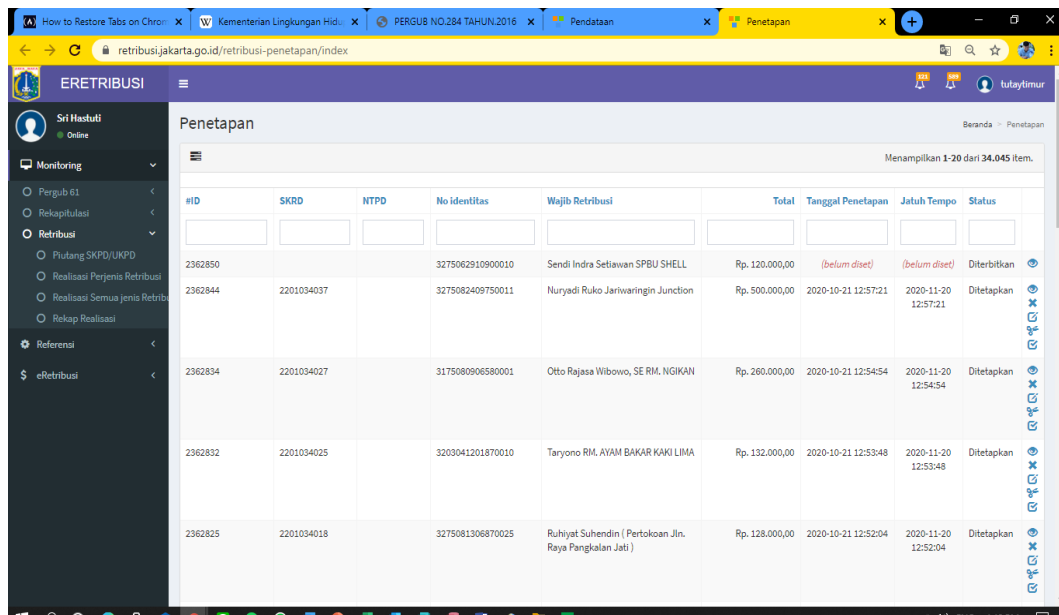 How to Restore Tabs on Chrom
Kementerian Lingkungan Hidu
PERGUB NO.284 TAHUN.2016
Pendataan
Penetapan
retribusi.jakarta.go.id/retribusi-penetapan/index
ERETRIBUSI
tutaytimur
Sri Hastuti
Online
Monitoring
Pergub 61
Rekapitulasi
Retribusi
Piutang SKPD/UKPD
Realisasi Perjenis Retribusi
Realisasi Semua jenis Retribu
Rekap Realisasi
Referensi
eRetribusi
Penetapan
Beranda > Penetapan
Menampilkan 1-20 dari 34.045 item.
#ID SKRD NTPD No identitas Wajib Retribusi Total Tanggal Penetapan Jatuh Tempo Status
2362850 3275062910900010 Sendi Indra Setiawan SPBU SHELL Rp. 120.000,00 (belum diset) (belum diset) Diterbitkan
2362844 2201034037 3275082409750011 Nuryadi Ruko Jariwaringin Junction Rp. 500.000,00 2020-10-21 12:57:21 2020-11-20 Ditetapkan
12:57:21
2362834 2201034027 3175080906580001 Otto Rajasa Wibowo, SE RM. NGIKAN Rp. 260.000,00 2020-10-21 12:54:54 2020-11-20 Ditetapkan
12:54:54
2362832 2201034025 3203041201870010 Taryono RM. AYAM BAKAR KAKI LIMA Rp. 132.000,00 2020-10-21 12:53:48 2020-11-20 Ditetapkan
12:53:48
2362825 2201034018 3275081306870025 Ruhiyat Suhendin ( Pertokoan Jln. Rp. 128.000,00 2020-10-21 12:52:04 2020-11-20 Ditetapkan
Raya Pangkalan Jati ) 12:52:04